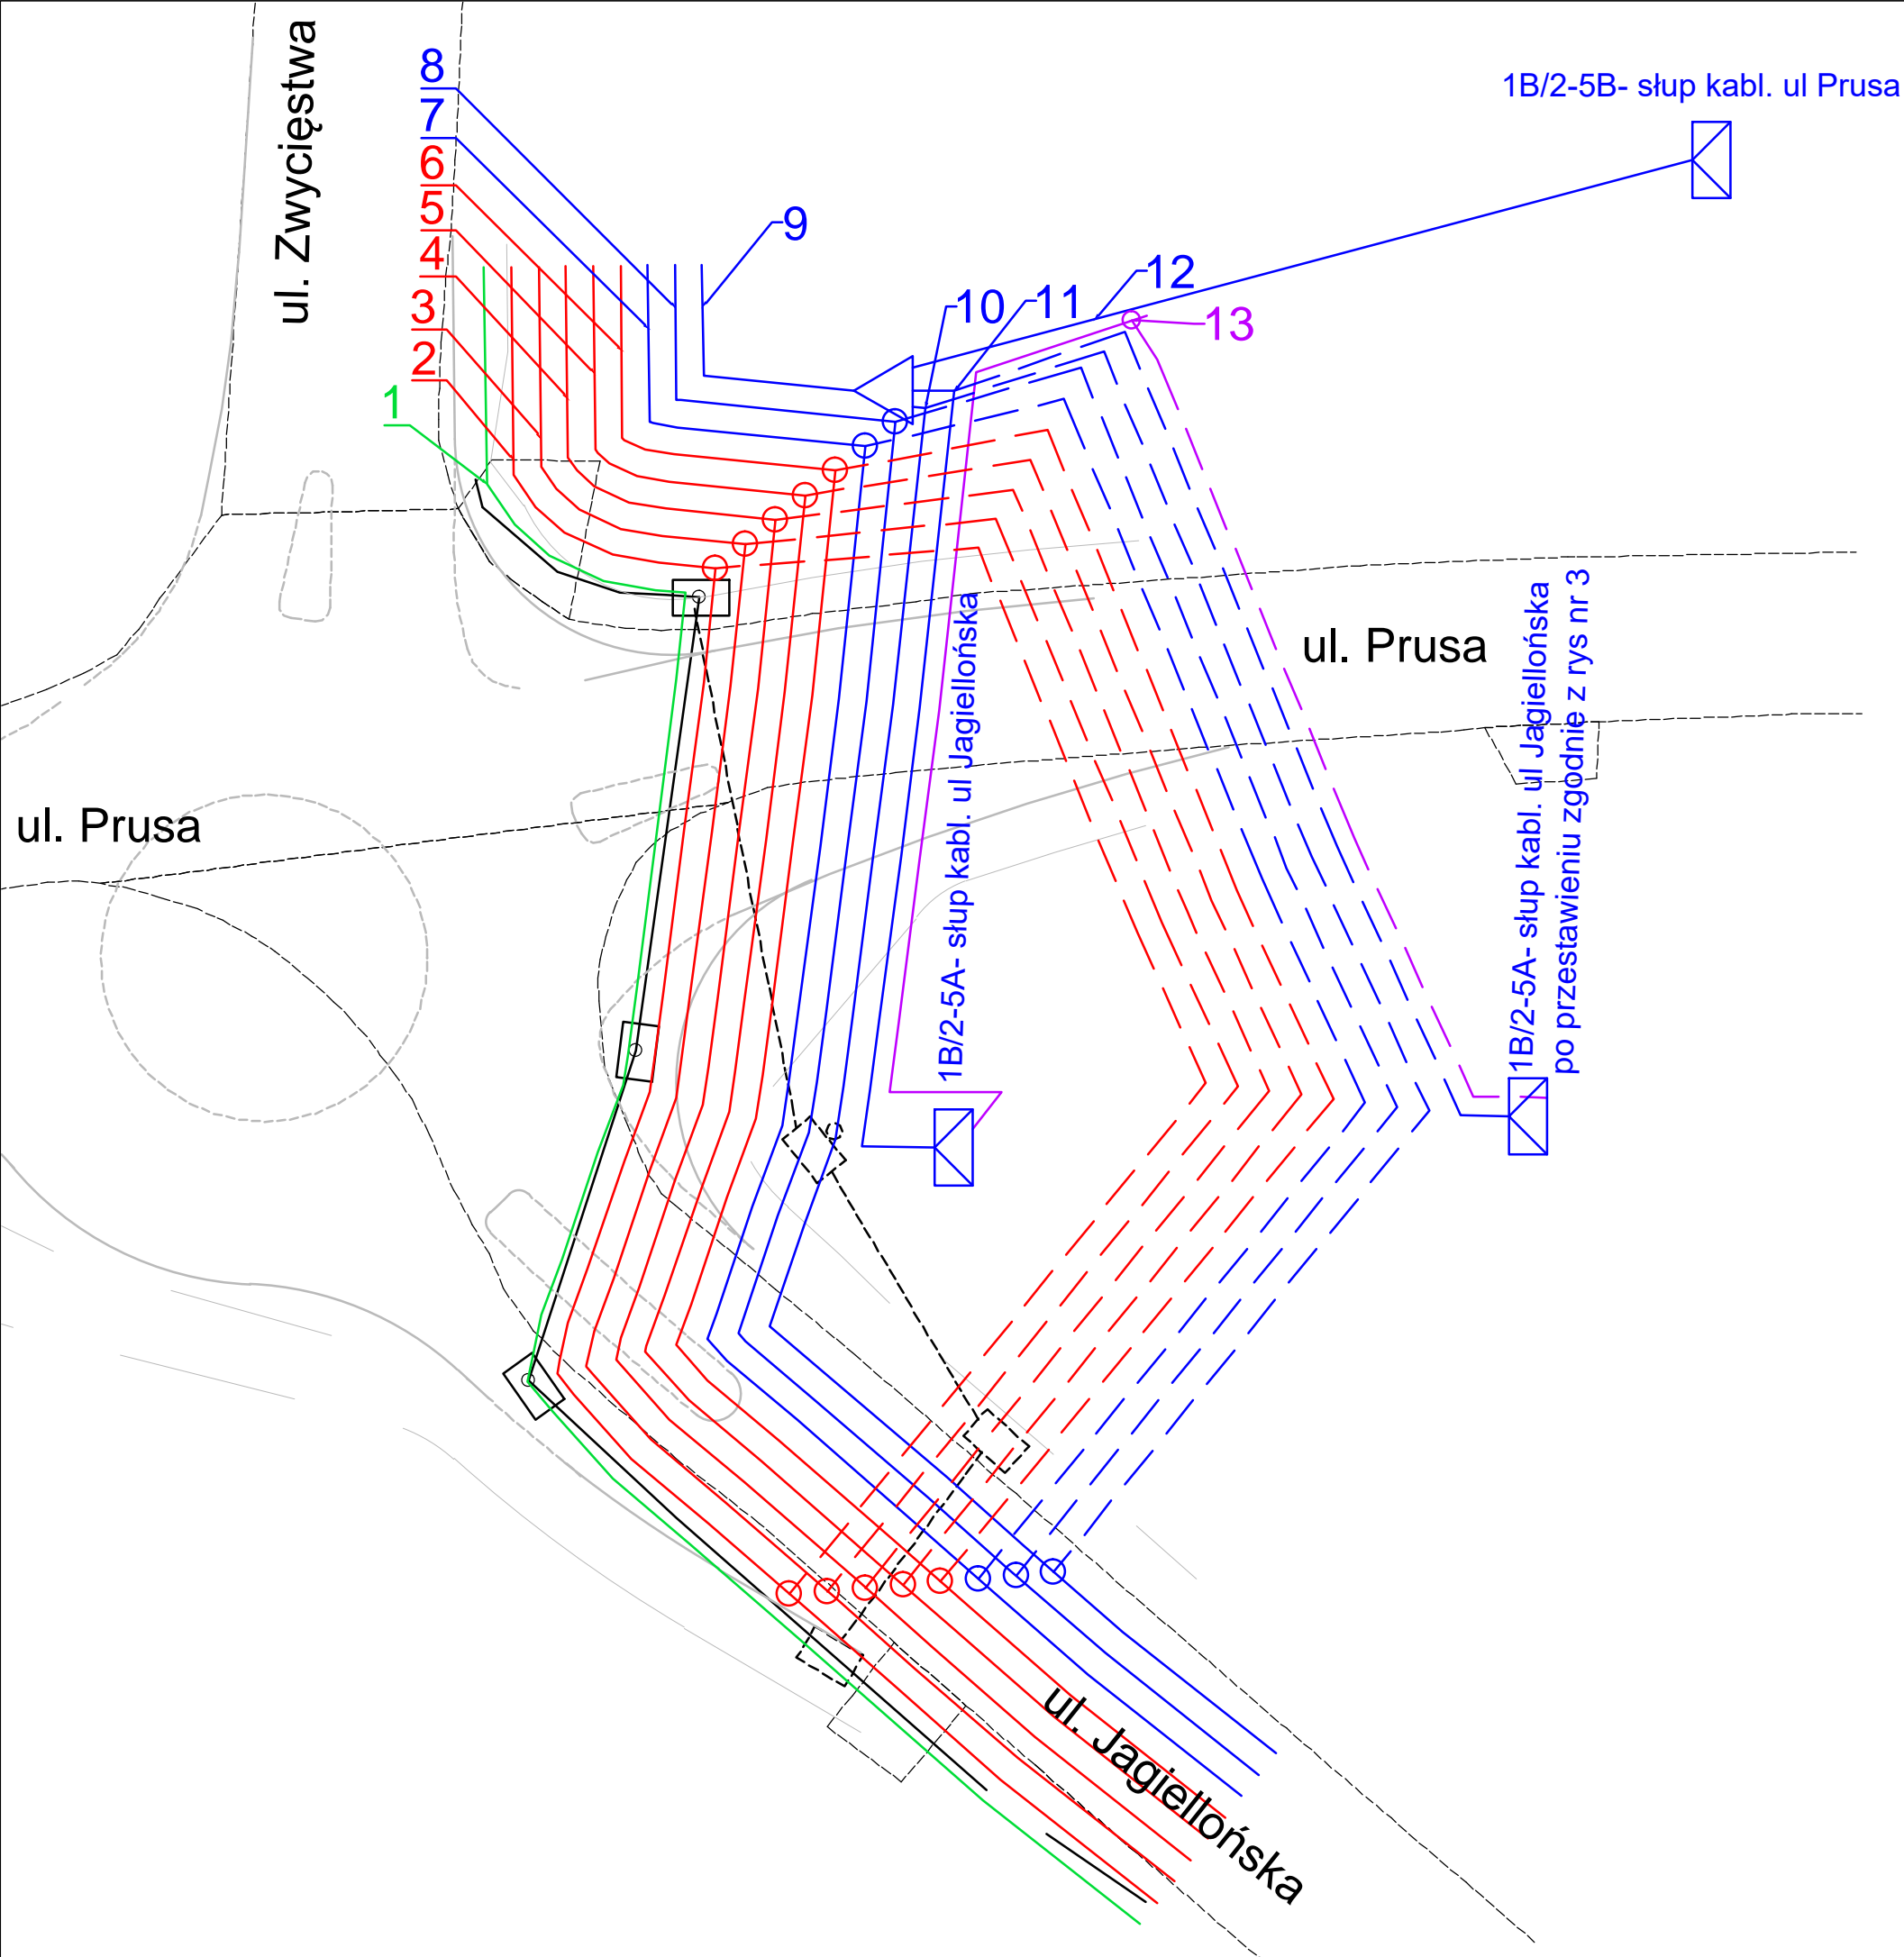 ul. Zwycięstwa
8
7
6
5
4
3
2
1
9
10
11
12
13
1B/2-5B- słup kabl. ul Prusa
ul. Prusa
ul. Prusa
1B/2-5A- słup kabl. ul Jagiellońska
1B/2-5A- słup kabl. ul Jagiellońska
po przestawieniu zgodnie z rys nr 3
ul. Jagiellońska